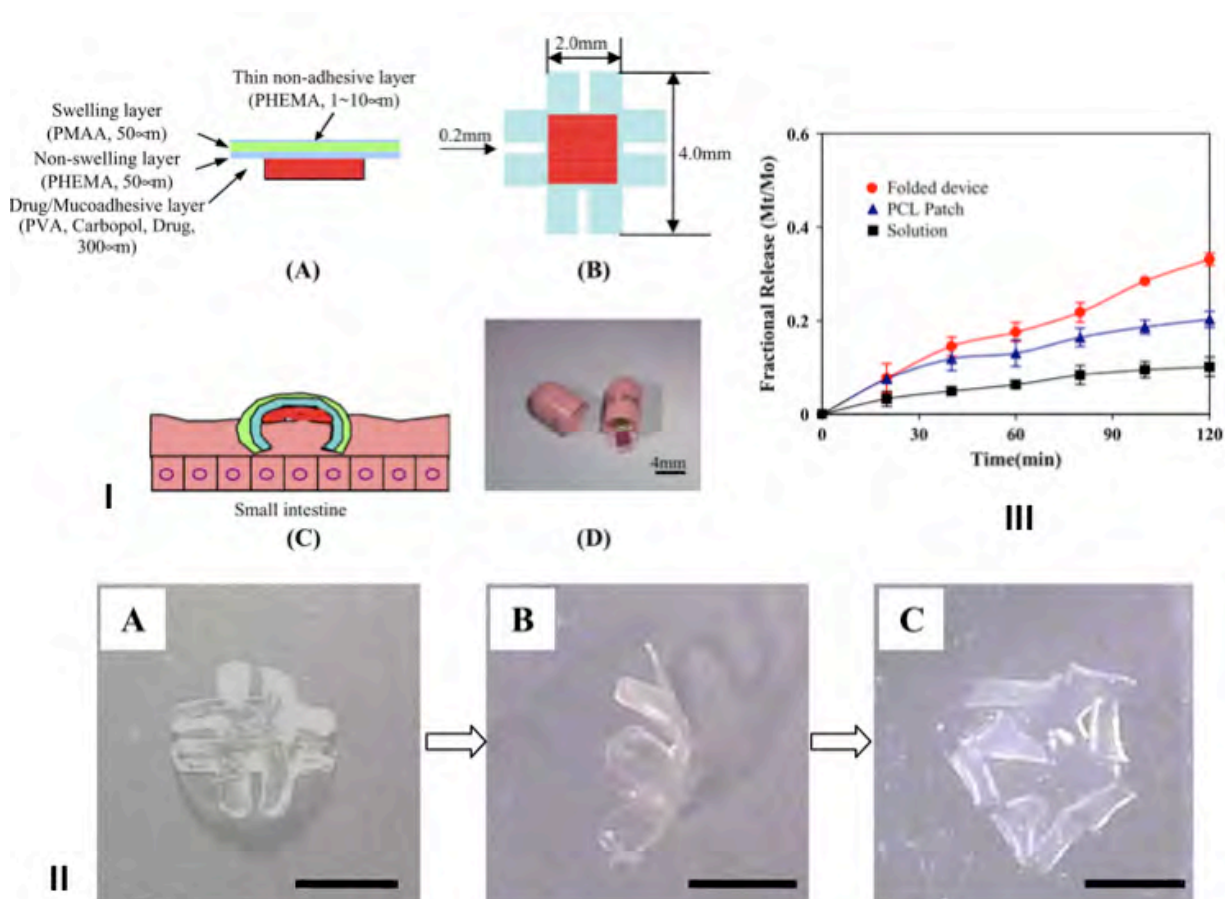 Thin non-adhesive layer
(PHEMA, 1~10∞m)
Swelling layer
(PMAA, 50∞m)
Non-swelling layer
(PHEMA, 50∞m)
Drug/Mucoadhesive layer
(PVA, Carbopol, Drug,
300∞m)
(A)
2.0mm
0.2mm
4.0mm
(B)
Small intestine
(C)
4mm
(D)
I
Fractional Release (Mt/Mo)
0.6
0.4
0.2
0
Folded device
PCL Patch
Solution
0
30
60
90
120
Time(min)
III
A
B
C
II